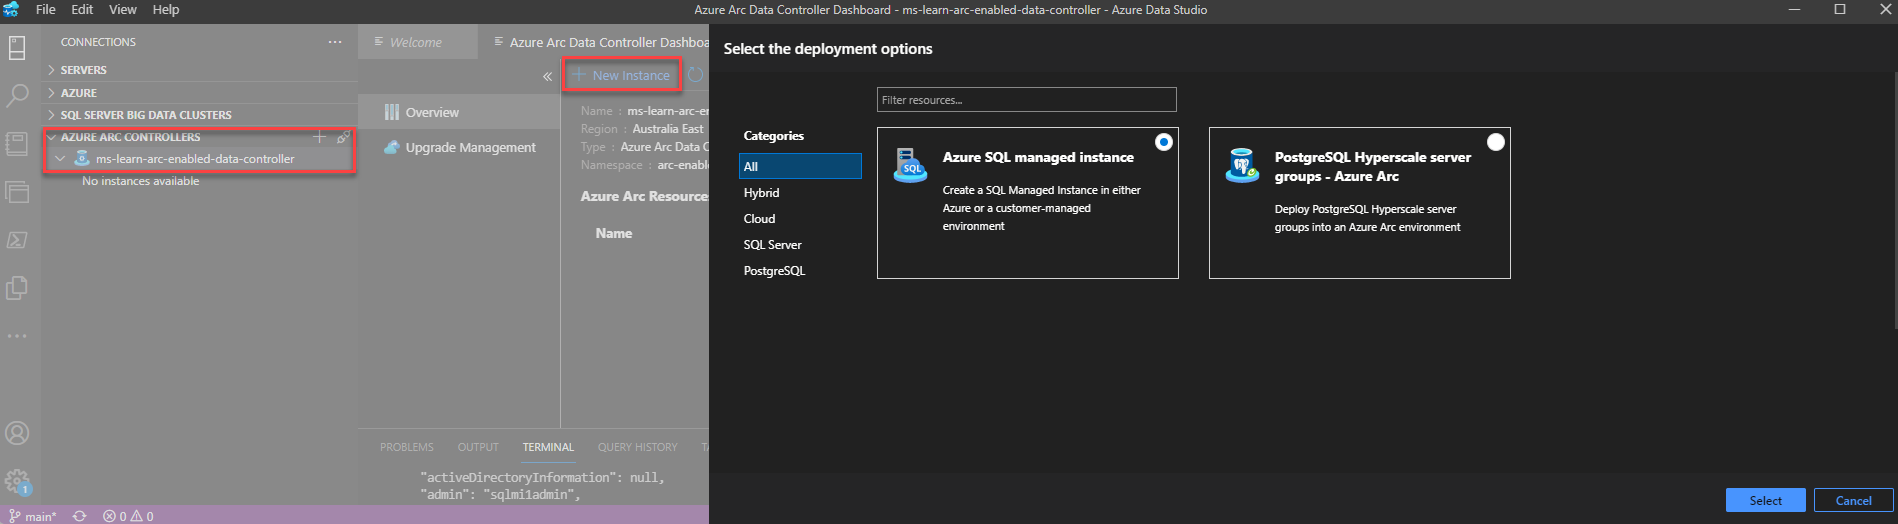 File Edit View Help
Azure Arc Data Controller Dashboard - ms-learn-arc-enabled-data-controller - Azure Data Studio
CONNECTIONS
SERVERS
AZURE
SQL SERVER BIG DATA CLUSTERS
AZURE ARC CONTROLLERS
ms-learn-arc-enabled-data-controller
No instances available
Welcome
Azure Arc Data Controller Dashboa
New Instance
Overview
Upgrade Management
Name : ms-learn-arc-e
Region : Australia East
Type : Azure Arc Data C
Namespace : arc-enabl
Azure Arc Resource
Name
PROBLEMS OUTPUT TERMINAL QUERY HISTORY TA
"activeDirectoryInformation": null,
"admin": "sqlmi1admin",
1
main* 0 0
Select the deployment options
Filter resources...
Categories
All
Hybrid
Cloud
SQL Server
PostgreSQL
SQL
Azure SQL managed instance
Create a SQL Managed Instance in either
Azure or a customer-managed
environment
PostgreSQL Hyperscale server
groups - Azure Arc
Deploy PostgreSQL Hyperscale server
groups into an Azure Arc environment
Select
Cancel